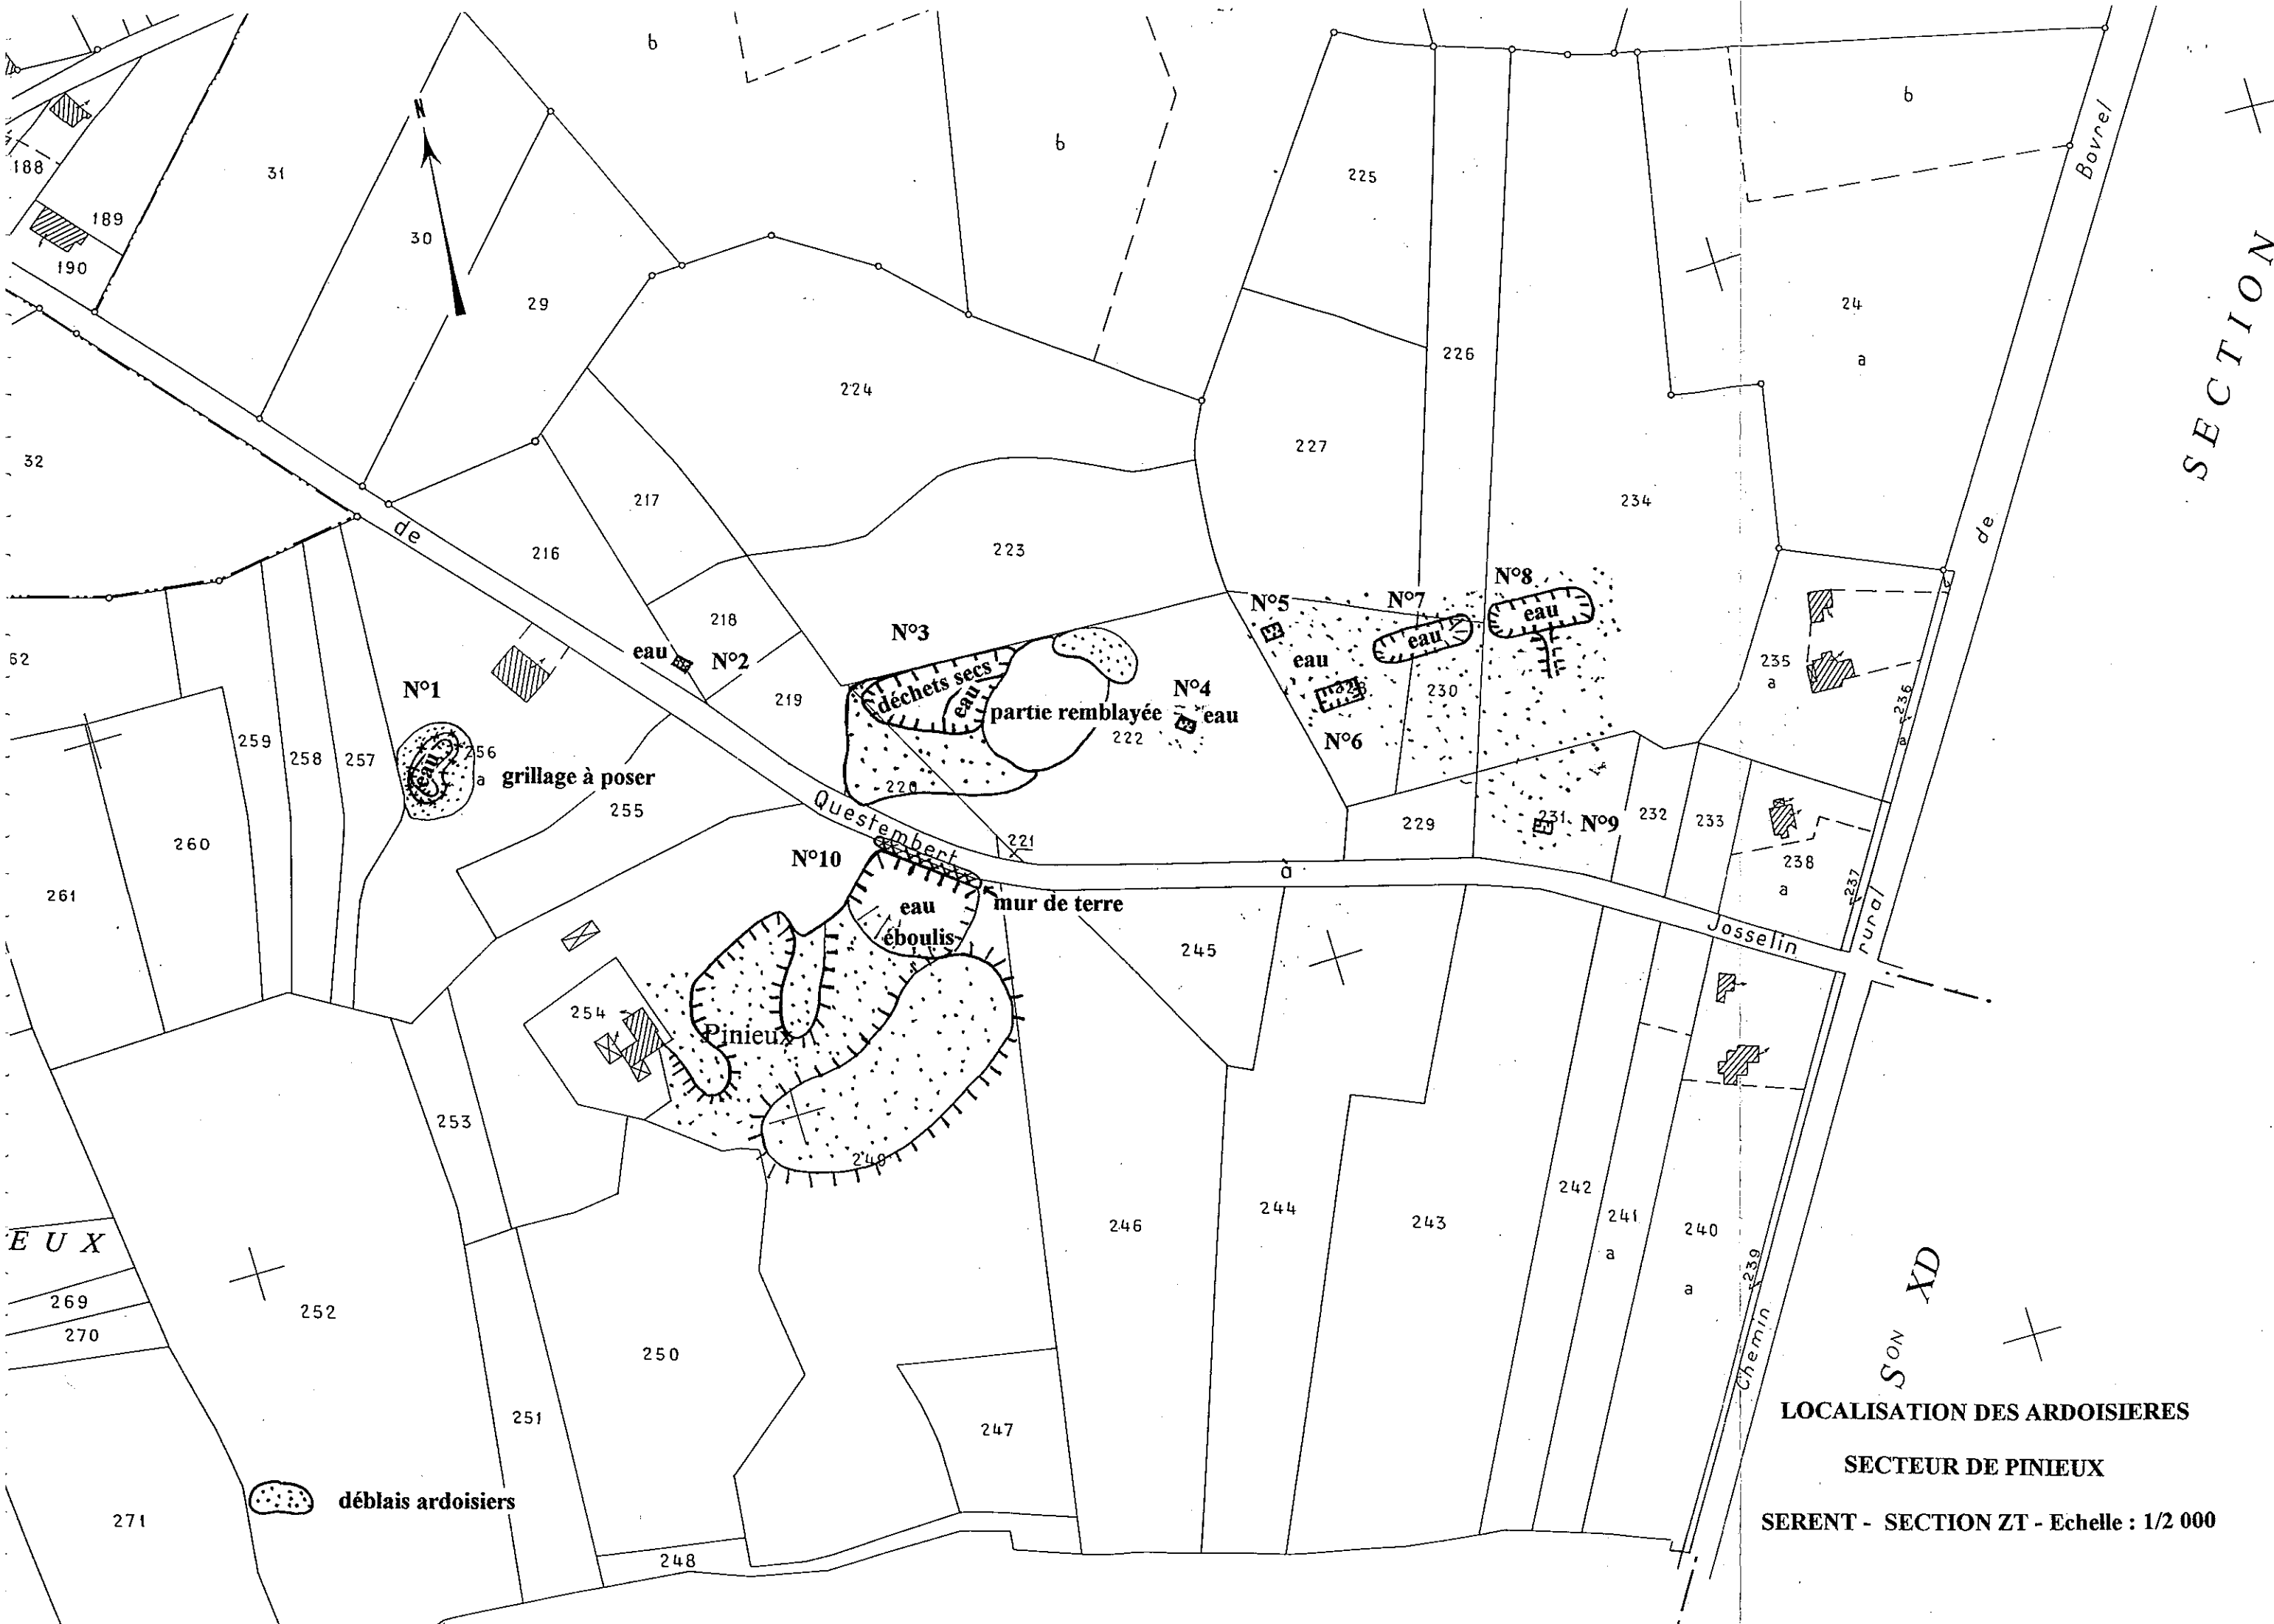 b
b
b
N
188
189
190
31
30
29
225
Bovrel
SECTION
24
a
226
224
227
32
217
234
de
de
216
223
N°8
N°5
N°7
eau
218
N°3
eau
N°2
eau
eau
62
235
a
déchets secs
N°1
219
eau
N°4
228
230
236
a
partie remblayée
eau
222
N°6
259
258
257
256
a
eau
grillage à poser
220
255
Questembert
221
229
231
N°9
232
233
260
N°10
à
238
a
237
261
eau
mur de terre
éboulis
245
Josselin
rural
254
Pinieux
253
249
242
246
244
243
241
a
240
a
239
EUX
269
252
270
250
Chemin
SON XD
251
247
LOCALISATION DES ARDOISIERES
SECTEUR DE PINIEUX
déblais ardoisiers
271
SERENT - SECTION ZT - Echelle : 1/2 000
248